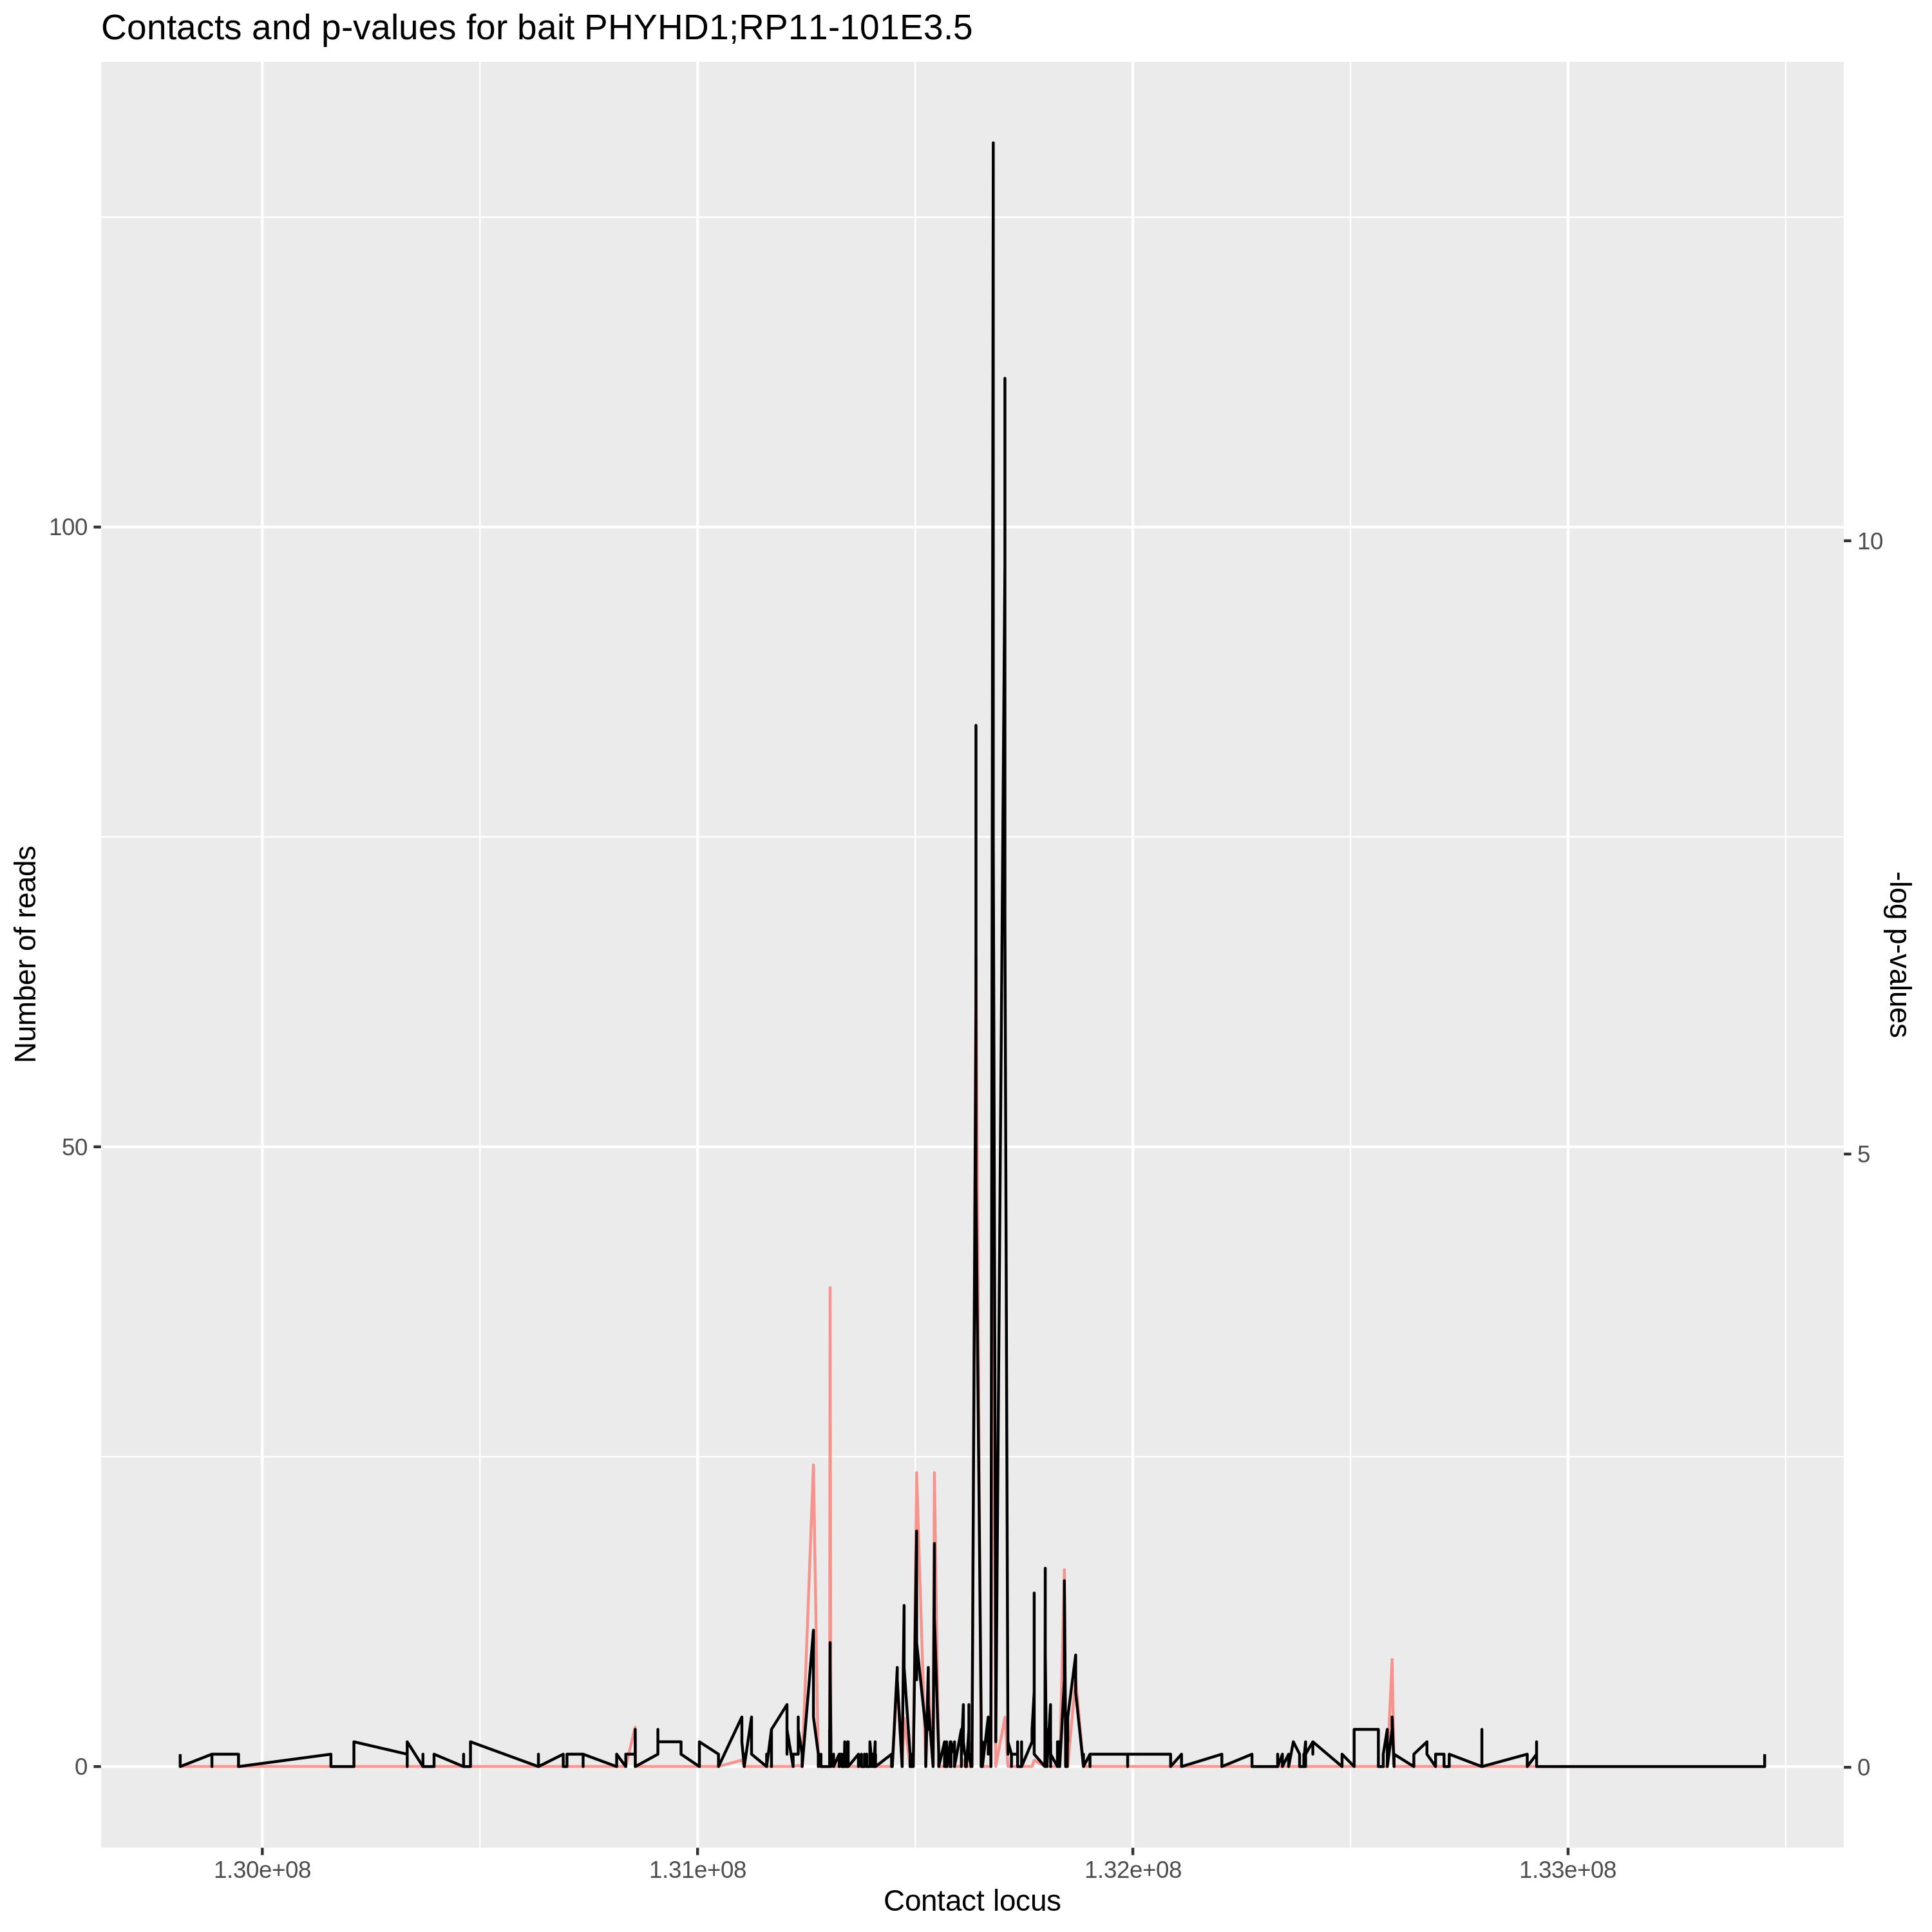 Contacts and p-values for bait PHYHD1;RP11-101E3.5
100
50
0
Number of reads
10
5
0
-log p-values
1.30e+08 1.31e+08 1.32e+08 1.33e+08
Contact locus